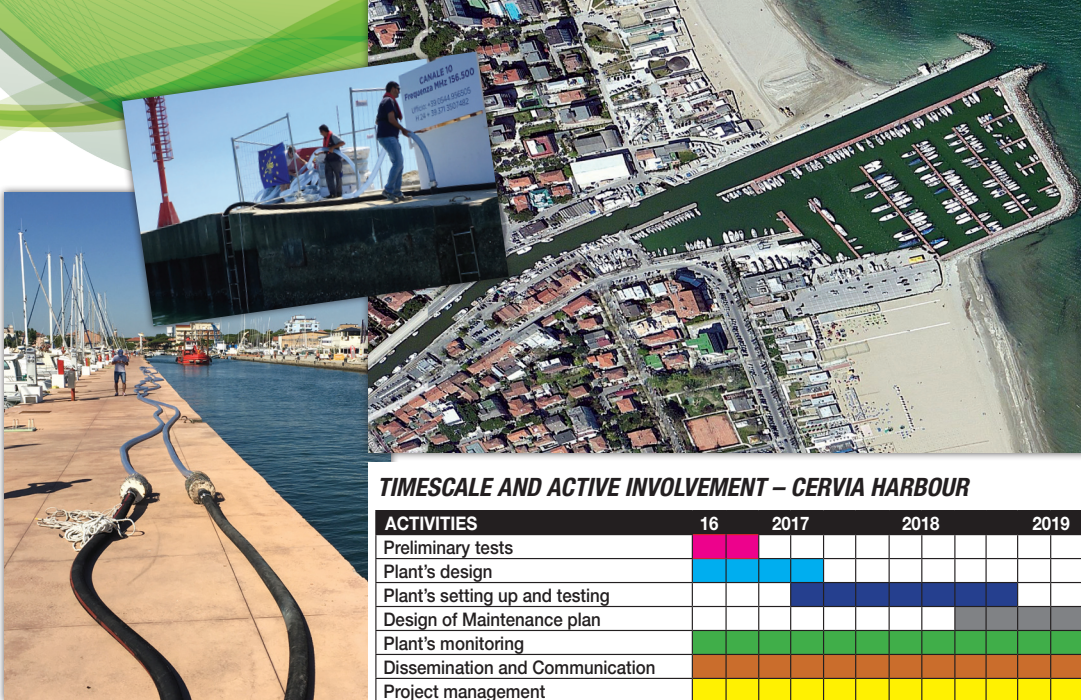 CANALE 10
Frequenza MHz 156.500
TIMESCALE AND ACTIVE INVOLVEMENT – CERVIA HARBOUR
ACTIVITIES 16 2017 2018 2019
Preliminary tests
Plant's design
Plant's setting up and testing
Design of Maintenance plan
Plant's monitoring
Dissemination and Communication
Project management